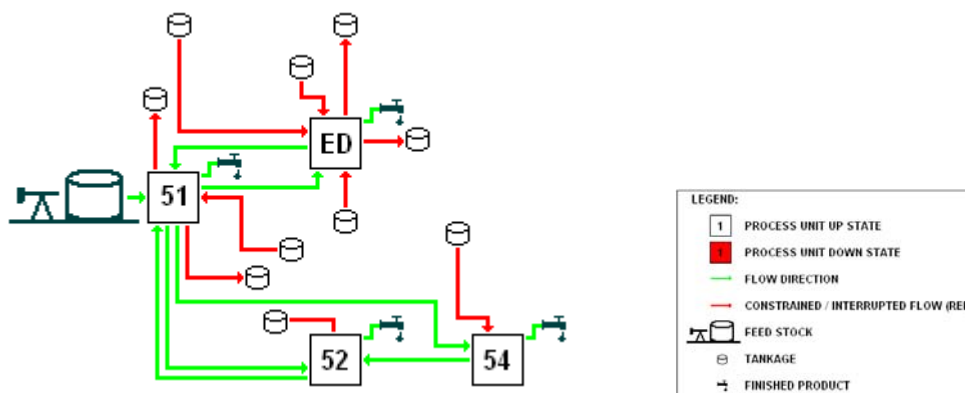 ED
51
52
54
LEGEND:
1 PROCESS UNIT UP STATE
1 PROCESS UNIT DOWN STATE
FLOW DIRECTION
CONSTRAINED / INTERRUPTED FLOW (RE
FEED STOCK
TANKAGE
FINISHED PRODUCT